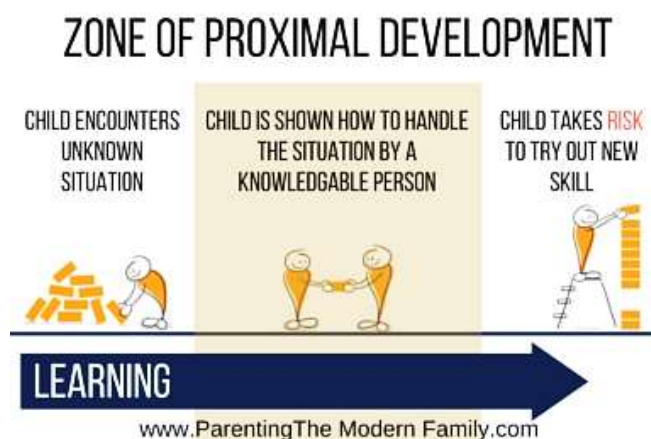 ZONE OF PROXIMAL DEVELOPMENT
CHILD ENCOUNTERS
UNKNOWN
SITUATION
CHILD IS SHOWN HOW TO HANDLE
THE SITUATION BY A
KNOWLEDGABLE PERSON
CHILD TAKES RISK
TO TRY OUT NEW
SKILL
LEARNING
www.ParentingThe Modern Family.com